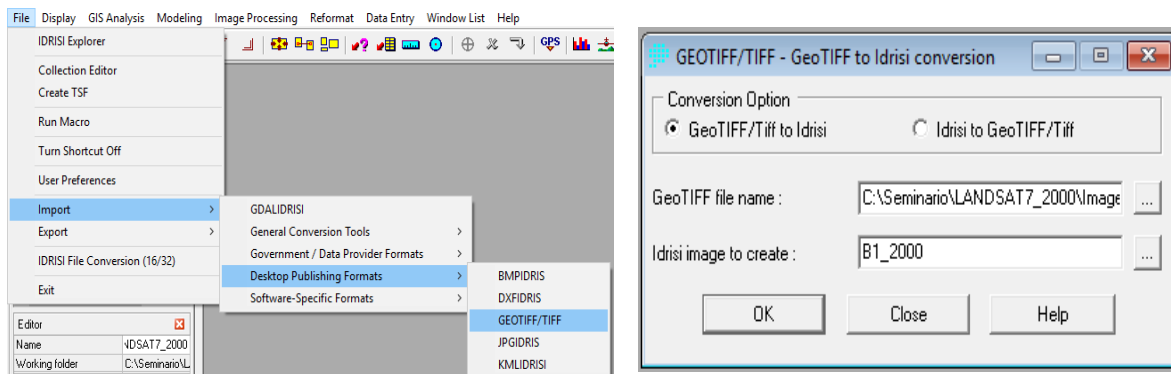 File Display GIS Analysis Modeling Image Processing Reformat Data Entry Window List Help
IDRISI Explorer
Collection Editor
Create TSF
Run Macro
Turn Shortcut Off
User Preferences
Import
Export
IDRISI File Conversion (16/32)
Exit
GPS
GDALIDRISI
General Conversion Tools
Government / Data Provider Formats
Desktop Publishing Formats
Software-Specific Formats
BMPIDRIS
DXFIDRIS
GEOTIFF/TIFF
JPGIDRIS
KMLIDRISI
Editor
Name DSAT7_2000
Working folder C:\Seminario\L
GEOTIFF/TIFF - GeoTIFF to Idrisi conversion
Conversion Option
GeoTIFF/Tiff to Idrisi Idrisi to GeoTIFF/Tiff
GeoTIFF file name : C:\Seminario\LANDSAT7_2000\Image ...
Idrisi image to create : B1_2000 ...
OK Close Help